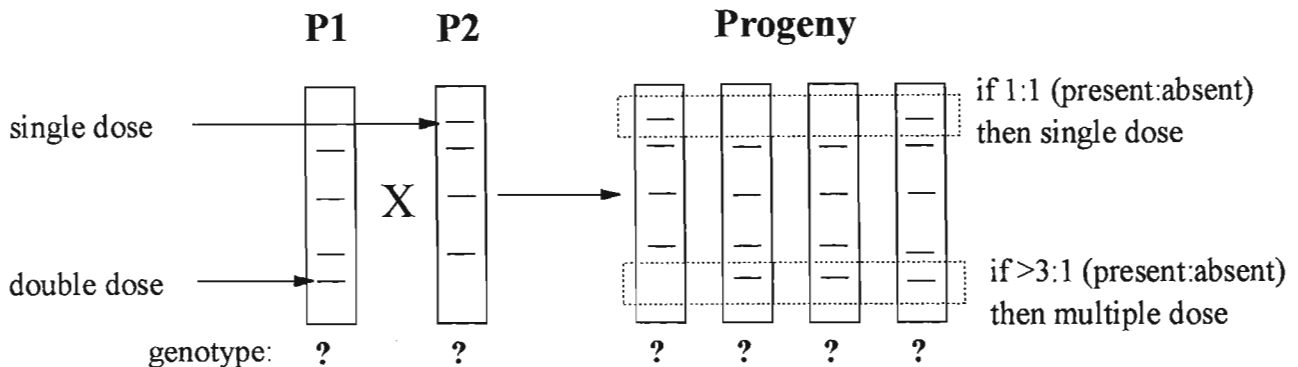 P1 P2 Progeny
single dose
if 1:1 (present:absent)
then single dose
X
double dose
if >3:1 (present:absent)
then multiple dose
genotype: ? ? ? ? ? ?